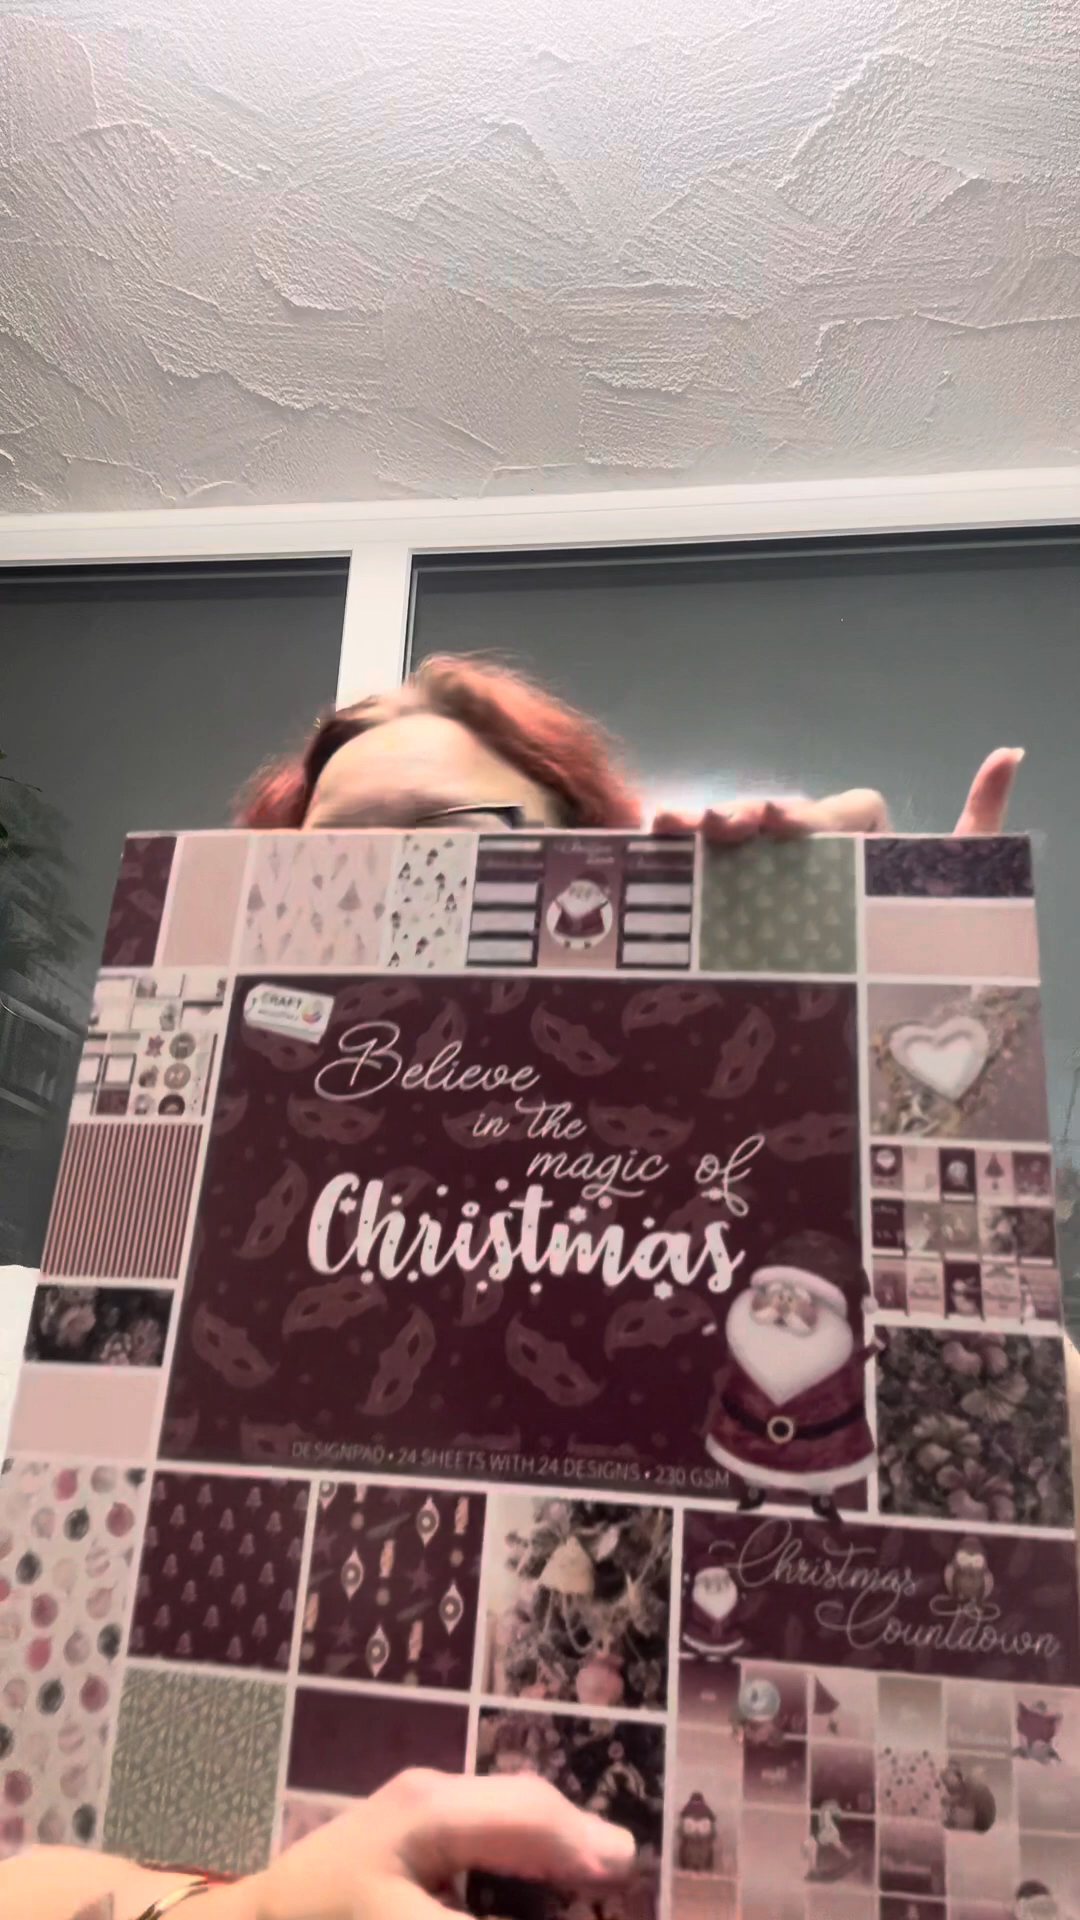 CRAFT
Believe
in the
magic of
Christmas
DESIGNPAD • 24 SHEETS WITH 24 DESIGNS • 230 GSM
Christmas
Countdown